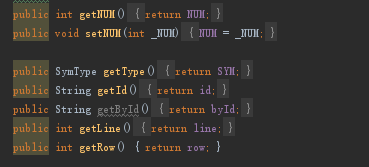 public int getNUM() { return NUM; }
public void setNUM(int _NUM) { NUM = _NUM; }
public SymType getType() { return SYM; }
public String getId() { return id; }
public String getById() { return byId; }
public int getLine() { return line; }
public int getRow() { return row; }